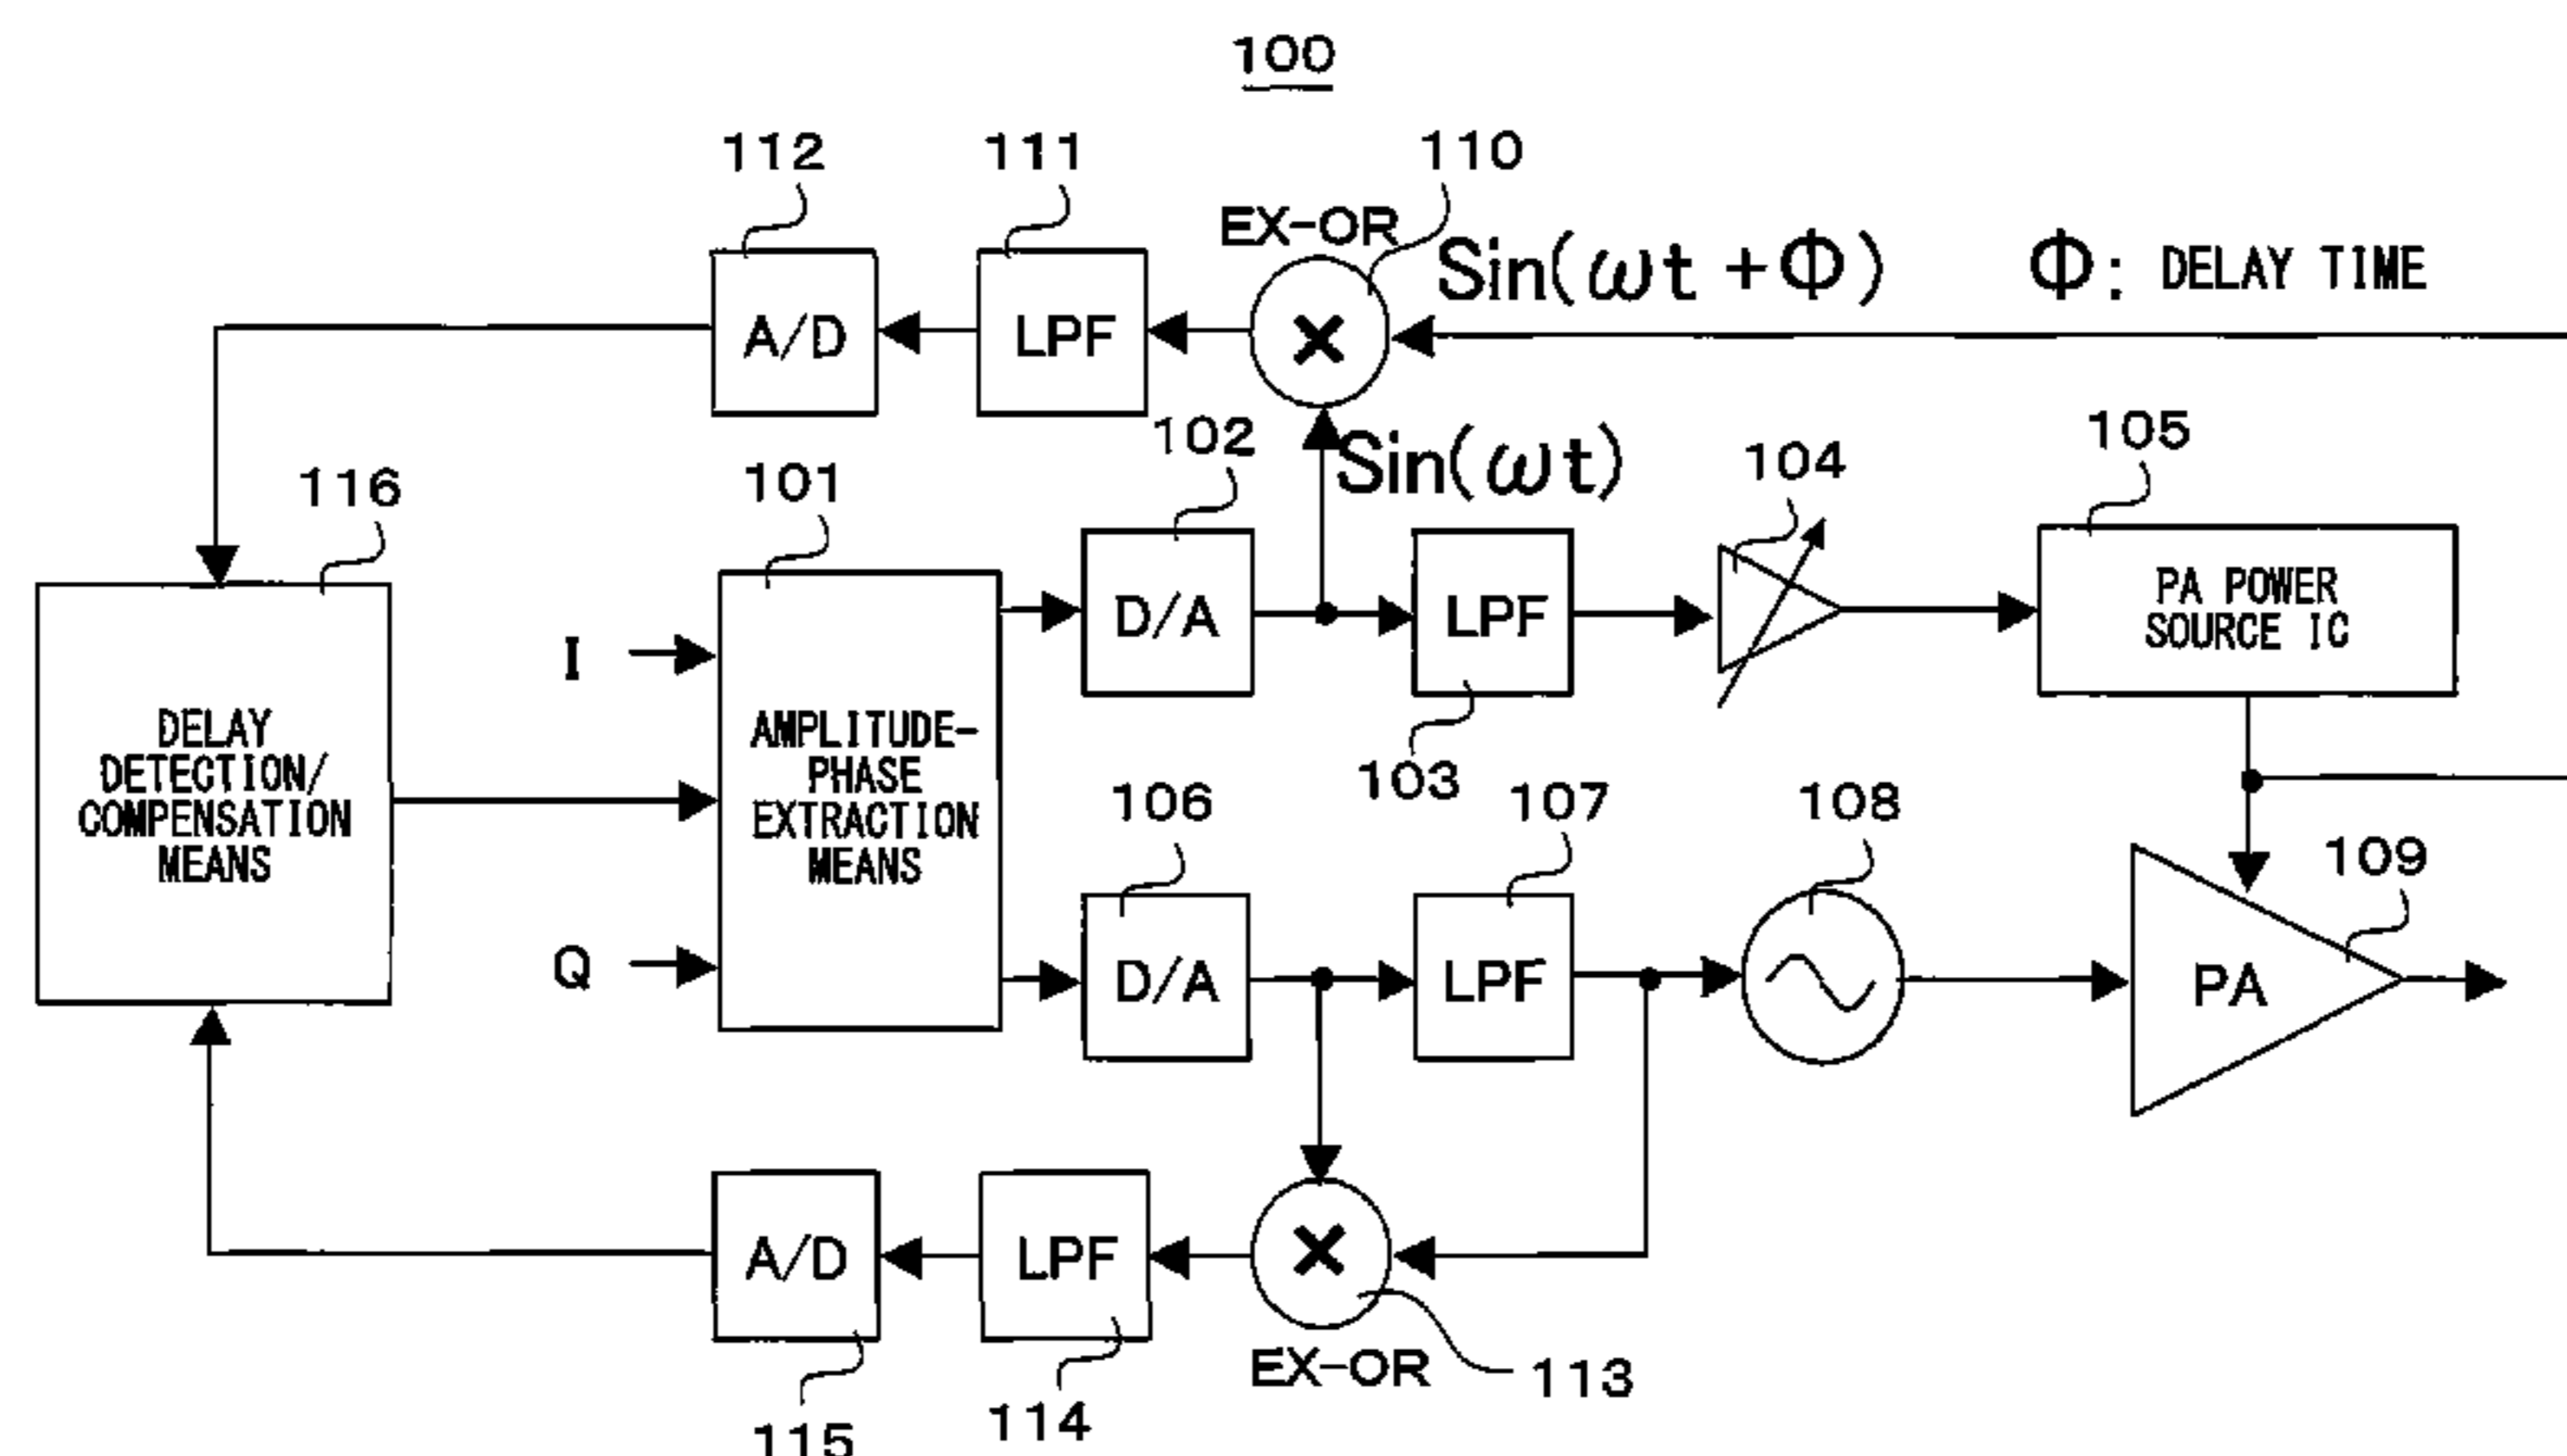 100
112
111
110
EX-OR
Sin(ωt +Φ)
Φ: DELAY TIME
A/D
LPF
102
Sin(ωt)
105
104
116
101
D/A
LPF
PA POWER
SOURCE IC
I
DELAY
DETECTION/
COMPENSATION
MEANS
AMPLITUDE-
PHASE
EXTRACTION
MEANS
103
106
107
108
109
Q
D/A
LPF
PA
A/D
LPF
EX-OR
113
114
115